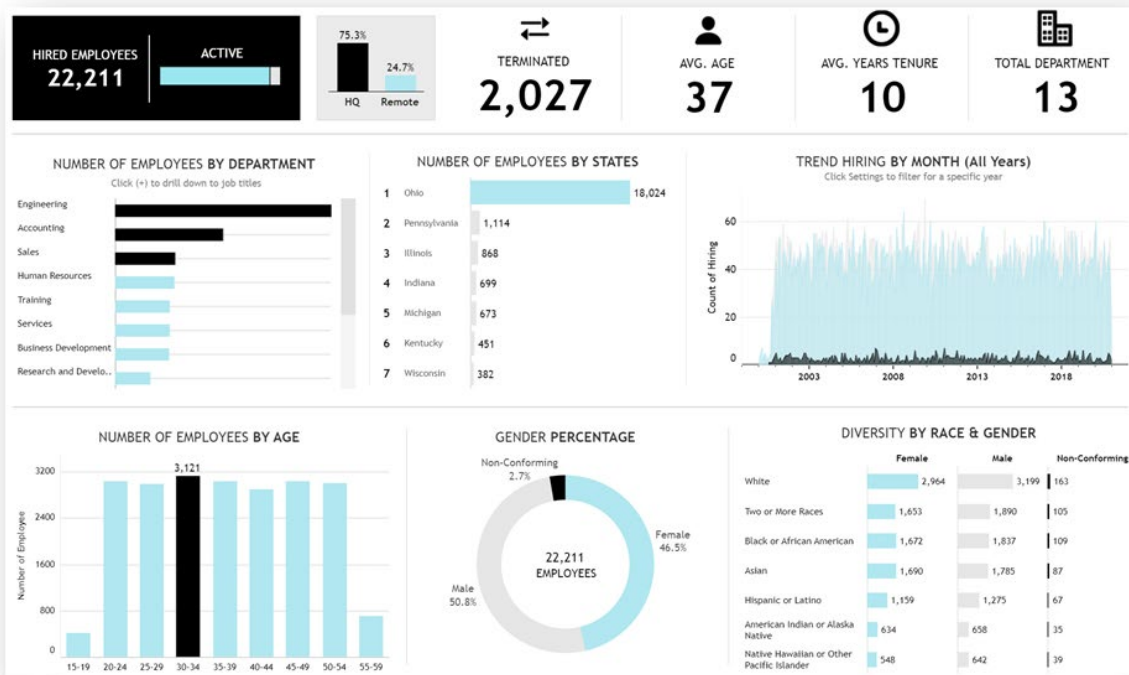 HIRED EMPLOYEES
22,211
ACTIVE
75.3%
24.7%
HQ Remote
TERMINATED
2,027
AVG. AGE
37
AVG. YEARS TENURE
10
TOTAL DEPARTMENT
13
NUMBER OF EMPLOYEES BY DEPARTMENT
Click (+) to drill down to job titles
Engineering
Accounting
Sales
Human Resources
Training
Services
Business Development
Research and Develo..
NUMBER OF EMPLOYEES BY STATES
1 Ohio 18,024
2 Pennsylvania 1,114
3 Illinois 868
4 Indiana 699
5 Michigan 673
6 Kentucky 451
7 Wisconsin 382
TREND HIRING BY MONTH (All Years)
Click Settings to filter for a specific year
Count of Hiring
60
40
20
0
2003 2008 2013 2018
NUMBER OF EMPLOYEES BY AGE
Number of Employee
3200
2400
1600
800
0
3,121
15-19 20-24 25-29 30-34 35-39 40-44 45-49 50-54 55-59
GENDER PERCENTAGE
Non-Conforming
2.7%
Female
46.5%
22,211
EMPLOYEES
Male
50.8%
DIVERSITY BY RACE & GENDER
Female Male Non-Conforming
White 2,964 3,199 163
Two or More Races 1,653 1,890 105
Black or African American 1,672 1,837 109
Asian 1,690 1,785 87
Hispanic or Latino 1,159 1,275 67
American Indian or Alaska
Native 634 658 35
Native Hawaiian or Other
Pacific Islander 548 642 39